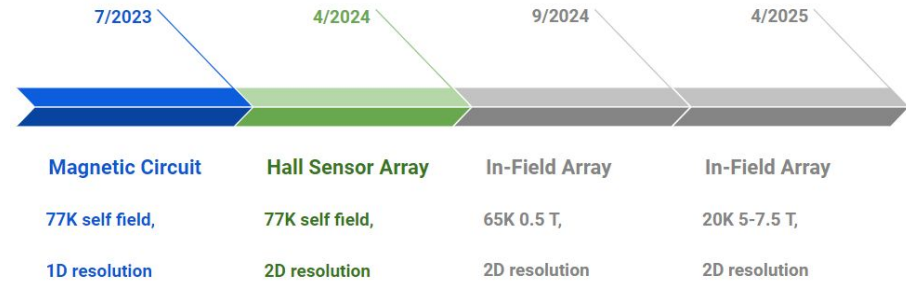 7/2023
4/2024
9/2024
4/2025
Magnetic Circuit
Hall Sensor Array
In-Field Array
In-Field Array
77K self field,
77K self field,
65K 0.5 T,
20K 5-7.5 T,
1D resolution
2D resolution
2D resolution
2D resolution